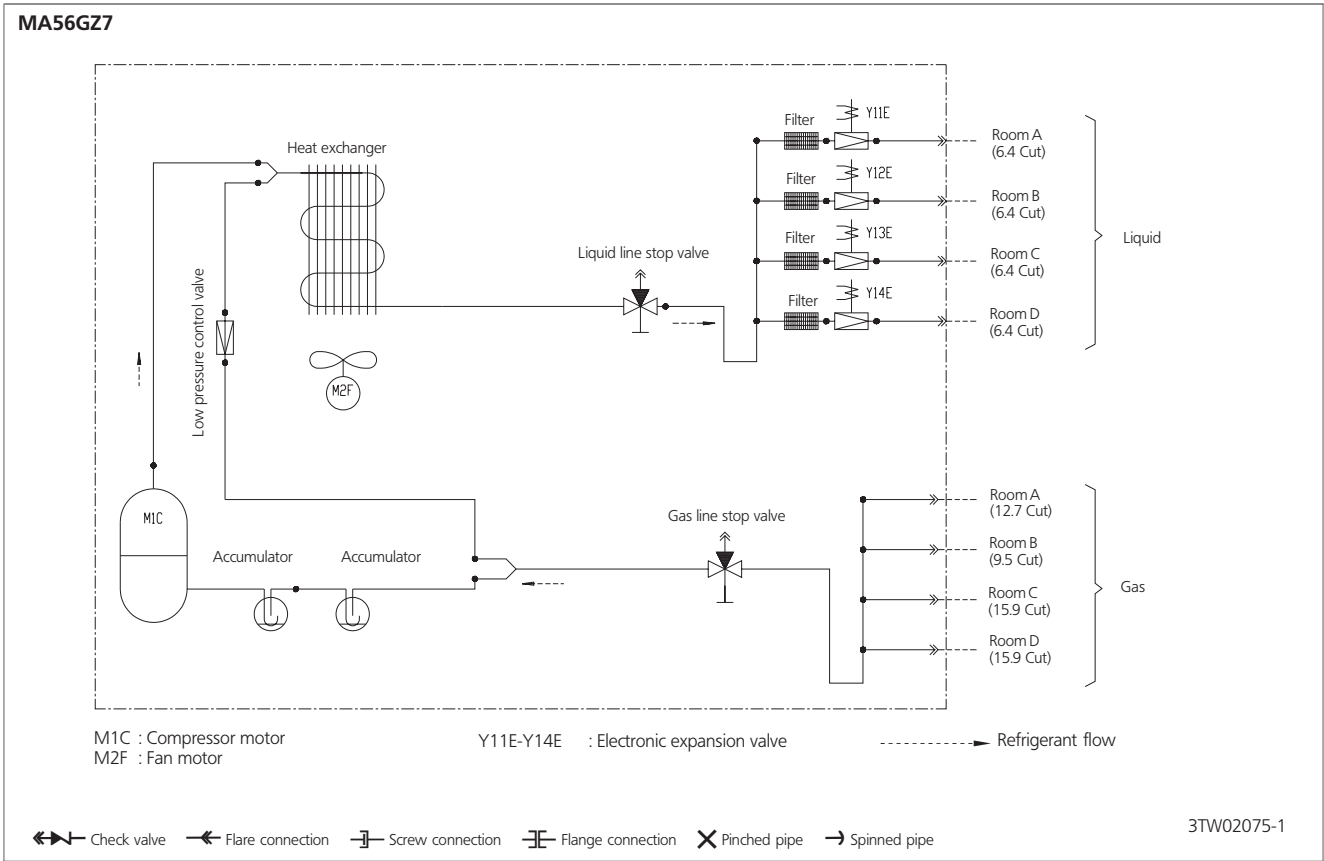 MA56GZ7
Heat exchanger
Low pressure control valve
M2F
M1C
Accumulator
Accumulator
Liquid line stop valve
Gas line stop valve
Filter
Y11E
Filter
Y12E
Filter
Y13E
Filter
Y14E
Room A
(6.4 Cut)
Room B
(6.4 Cut)
Room C
(6.4 Cut)
Room D
(6.4 Cut)
Liquid
Room A
(12.7 Cut)
Room B
(9.5 Cut)
Room C
(15.9 Cut)
Room D
(15.9 Cut)
Gas
M1C : Compressor motor
M2F : Fan motor
Y11E-Y14E : Electronic expansion valve
Refrigerant flow
Check valve
Flare connection
Screw connection
Flange connection
Pinched pipe
Spinned pipe
3TW02075-1